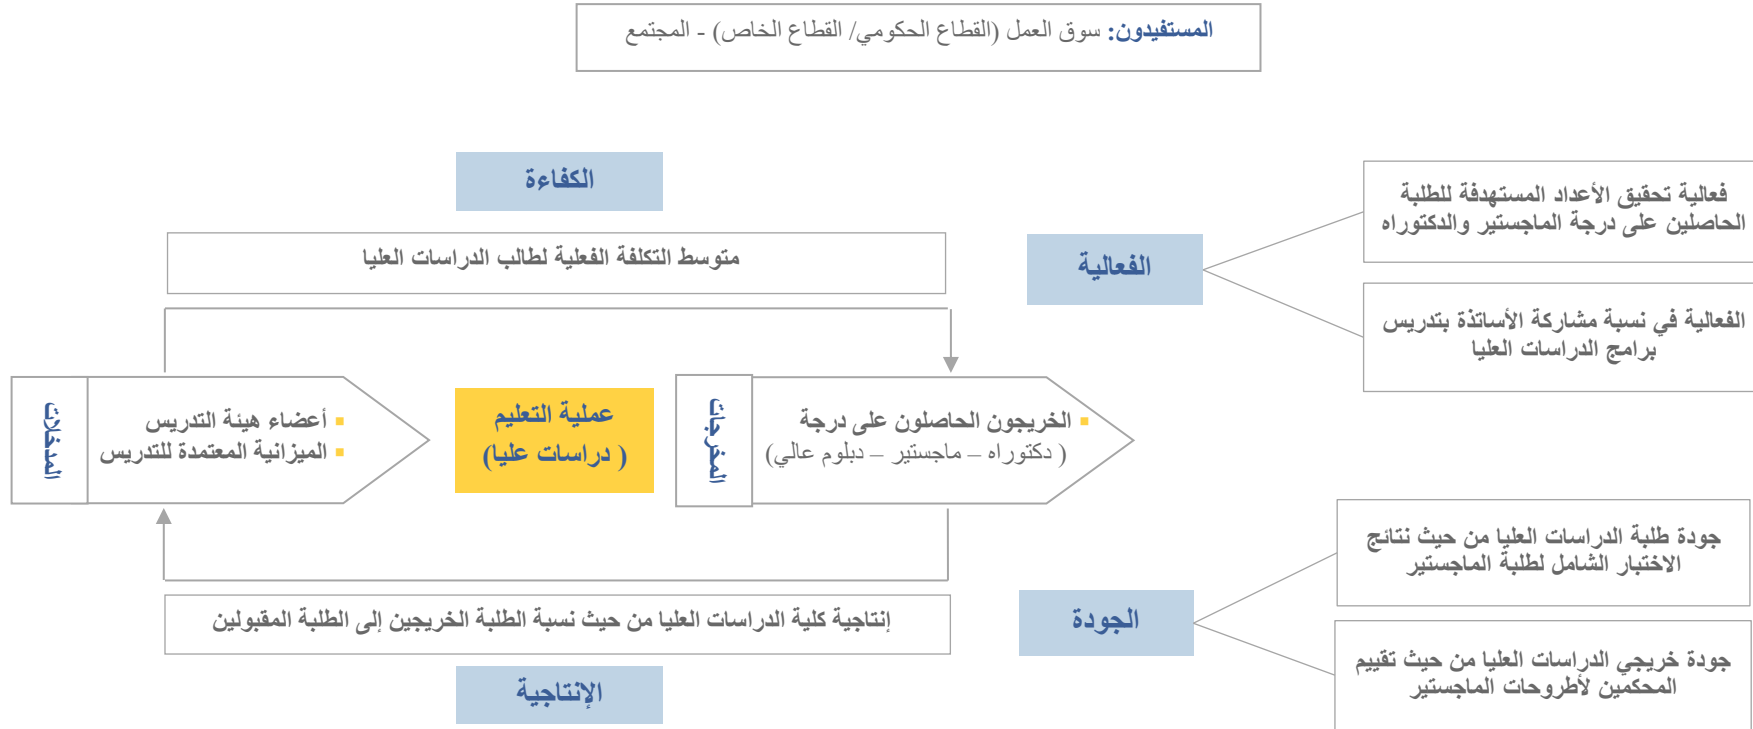 المستفيدون: سوق العمل (القطاع الحكومي/ القطاع الخاص) - المجتمع
الكفاءة
متوسط التكلفة الفعلية لطالب الدراسات العليا
الفعالية
فعالية تحقيق الأعداد المستهدفة للطلبة
الحاصلين على درجة الماجستير والدكتوراه
الفعالية في نسبة مشاركة الأساتذة بتدريس
برامج الدراسات العليا
المدخلات
▪ أعضاء هيئة التدريس
▪ الميزانية المعتمدة للتدريس
عملية التعليم
( دراسات عليا)
المخرجات
▪ الخريجون الحاصلون على درجة
( دكتوراه – ماجستير – دبلوم عالي)
إنتاجية كلية الدراسات العليا من حيث نسبة الطلبة الخريجين إلى الطلبة المقبولين
الإنتاجية
الجودة
جودة طلبة الدراسات العليا من حيث نتائج
الاختبار الشامل لطلبة الماجستير
جودة خريجي الدراسات العليا من حيث تقييم
المحكمين لأطروحات الماجستير